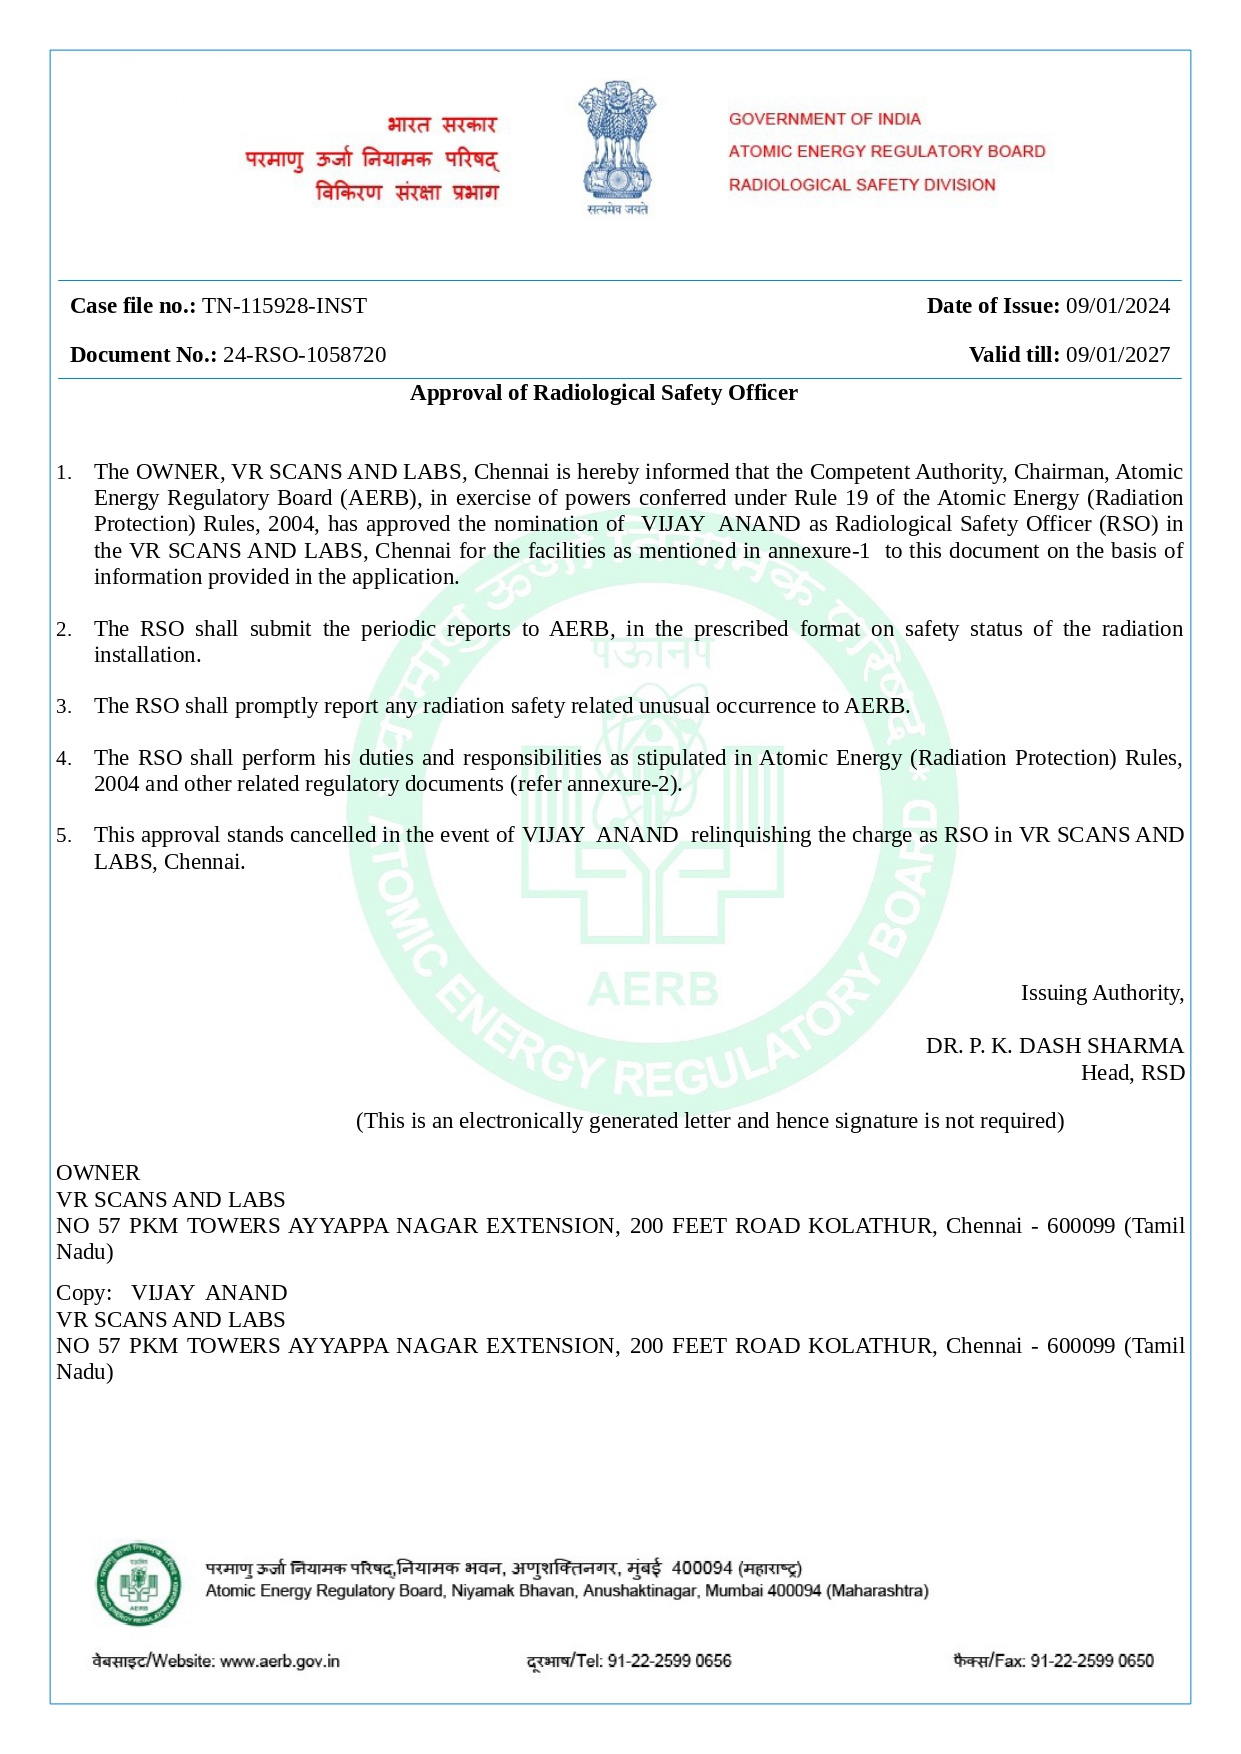 भारत सरकार
परमाणु ऊर्जा नियामक परिषद्
विकिरण संरक्षा प्रभाग
सत्यमेव जयते
GOVERNMENT OF INDIA
ATOMIC ENERGY REGULATORY BOARD
RADIOLOGICAL SAFETY DIVISION
Case file no.: TN-115928-INST
Date of Issue: 09/01/2024
Document No.: 24-RSO-1058720
Valid till: 09/01/2027
Approval of Radiological Safety Officer
1. The OWNER, VR SCANS AND LABS, Chennai is hereby informed that the Competent Authority, Chairman, Atomic
Energy Regulatory Board (AERB), in exercise of powers conferred under Rule 19 of the Atomic Energy (Radiation
Protection) Rules, 2004, has approved the nomination of VIJAY ANAND as Radiological Safety Officer (RSO) in
the VR SCANS AND LABS, Chennai for the facilities as mentioned in annexure-1 to this document on the basis of
information provided in the application.
2. The RSO shall submit the periodic reports to AERB, in the prescribed format on safety status of the radiation
installation.
3. The RSO shall promptly report any radiation safety related unusual occurrence to AERB.
4. The RSO shall perform his duties and responsibilities as stipulated in Atomic Energy (Radiation Protection) Rules,
2004 and other related regulatory documents (refer annexure-2).
5. This approval stands cancelled in the event of VIJAY ANAND relinquishing the charge as RSO in VR SCANS AND
LABS, Chennai.
परमाणु ऊर्जा नियामक परिषद्
पऊनिप
AERB
ATOMIC ENERGY REGULATORY BOARD
Issuing Authority,
DR. P. K. DASH SHARMA
Head, RSD
(This is an electronically generated letter and hence signature is not required)
OWNER
VR SCANS AND LABS
NO 57 PKM TOWERS AYYAPPA NAGAR EXTENSION, 200 FEET ROAD KOLATHUR, Chennai - 600099 (Tamil
Nadu)
Copy: VIJAY ANAND
VR SCANS AND LABS
NO 57 PKM TOWERS AYYAPPA NAGAR EXTENSION, 200 FEET ROAD KOLATHUR, Chennai - 600099 (Tamil
Nadu)
परमाणु ऊर्जा नियामक परिषद्,नियामक भवन, अणुशक्तिनगर, मुंबई 400094 (महाराष्ट्र)
Atomic Energy Regulatory Board, Niyamak Bhavan, Anushaktinagar, Mumbai 400094 (Maharashtra)
वेबसाइट/Website: www.aerb.gov.in
दूरभाष/Tel: 91-22-2599 0656
फैक्स/Fax: 91-22-2599 0650